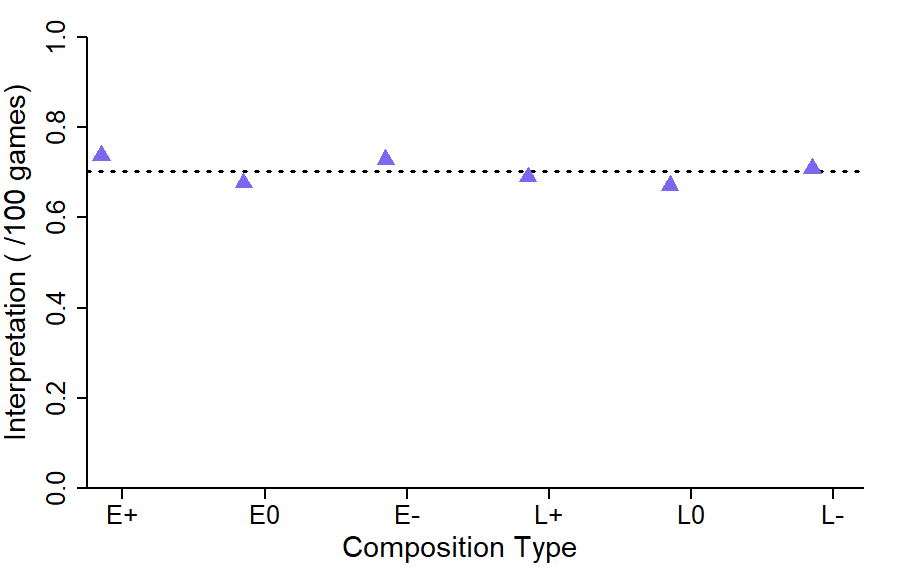 1.0
0.8
0.6
0.4
0.2
0.0
Interpretation ( /100 games)
E+ E0 E- L+ L0 L-
Composition Type